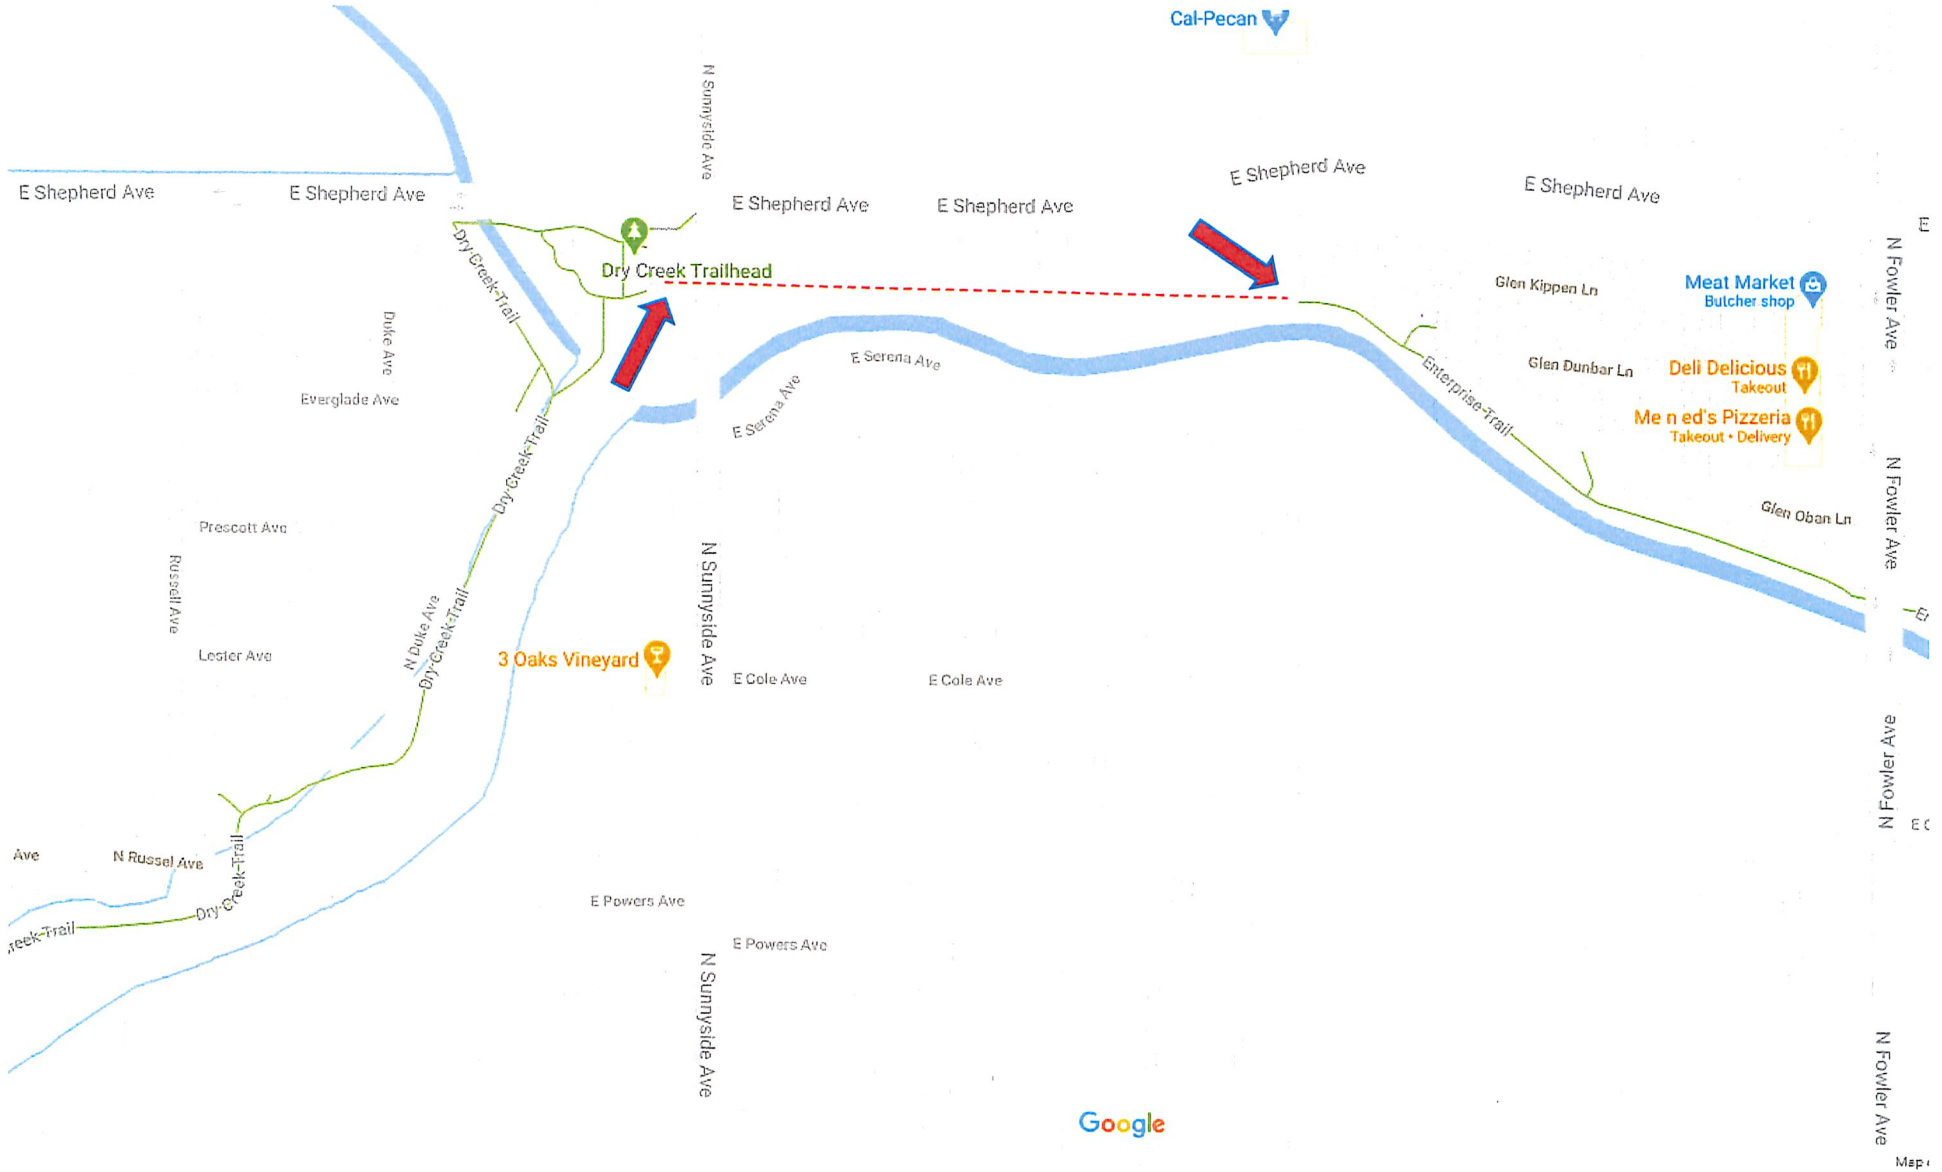 Cal-Pecan
N Sunnyside Ave
E Shepherd Ave
E Shepherd Ave
E Shepherd Ave
E Shepherd Ave
E Shepherd Ave
E Shepherd Ave
E
Dry-Creek-Trail
Dry Creek Trailhead
N Fowler Ave
Glen Kippen Ln
Meat Market
Butcher shop
Duke Ave
E Serena Ave
Glen Dunbar Ln
Deli Delicious
Takeout
Everglade Ave
E Serena Ave
Enterprise-Trail
Me n ed's Pizzeria
Takeout • Delivery
Dry-Creek-Trail
N Fowler Ave
Glen Oban Ln
Prescott Ave
Russell Ave
N Sunnyside Ave
N Duke Ave
Dry-Creek-Trail
Lester Ave
3 Oaks Vineyard
E Cole Ave
E Cole Ave
N Fowler Ave
Ave
N Russel Ave
Dry-Creek-Trail
reek-Trail
E Powers Ave
E Powers Ave
N Sunnyside Ave
N Fowler Ave
Google
Map